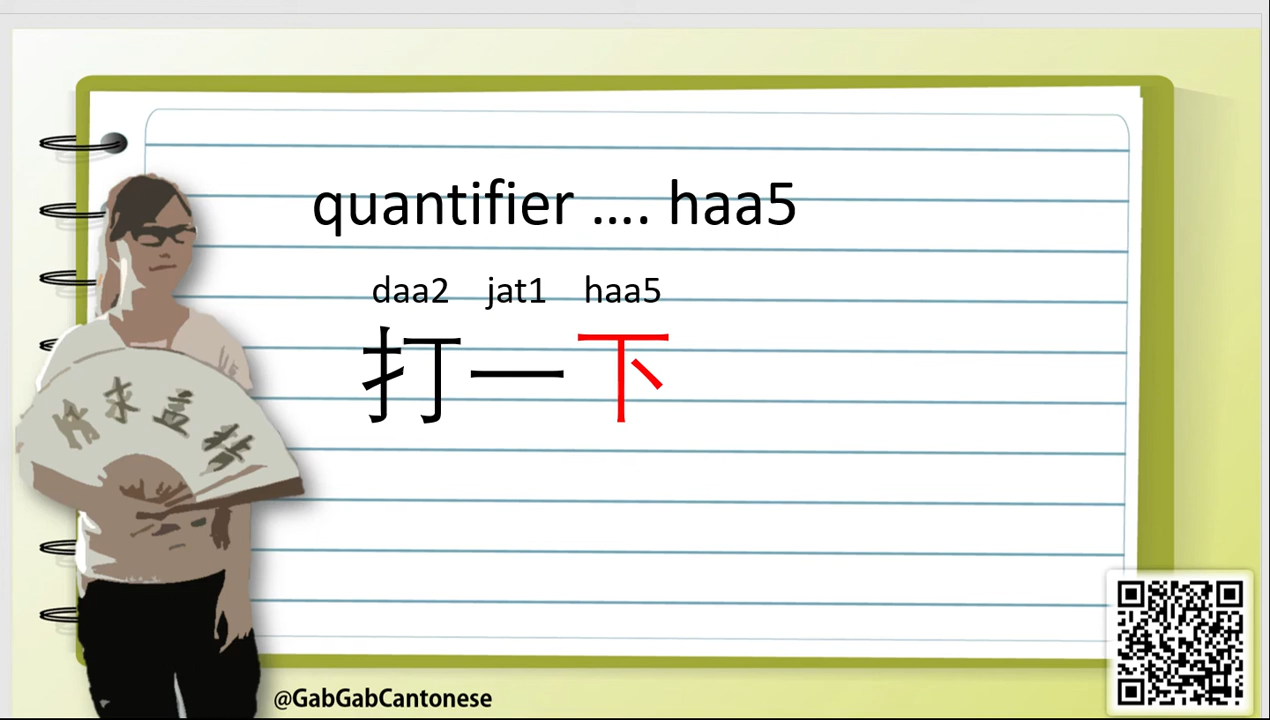 quantifier .... haa5
daa2 jat1 haa5
打一下
@GabGabCantonese